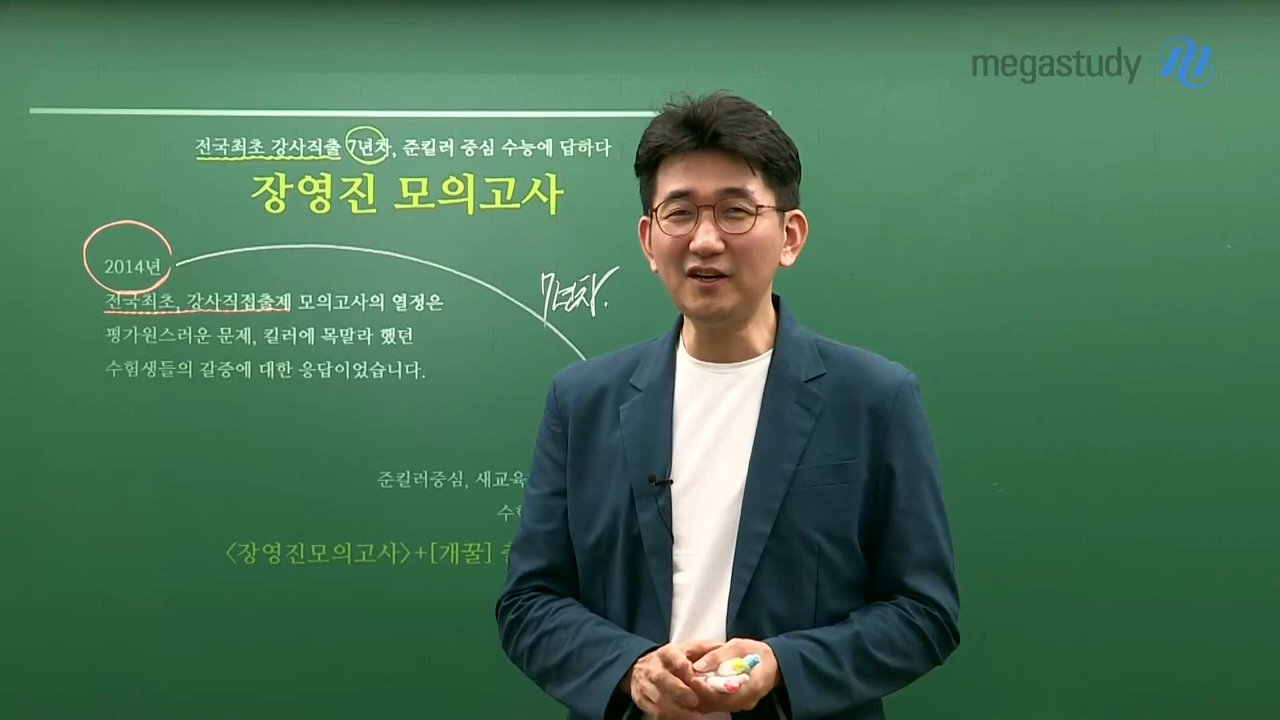 megastudy
전국최초 강사직출 7년차, 준킬러 중심 수능에 답하다
장영진 모의고사
2014년
7년차.
전국최초, 강사직접출제 모의고사의 열정은
평가원스러운 문제, 킬러에 목말라 했던
수험생들의 갈증에 대한 응답이었습니다.
준킬러중심, 새교육
수험
<장영진모의고사>+[개꿀]